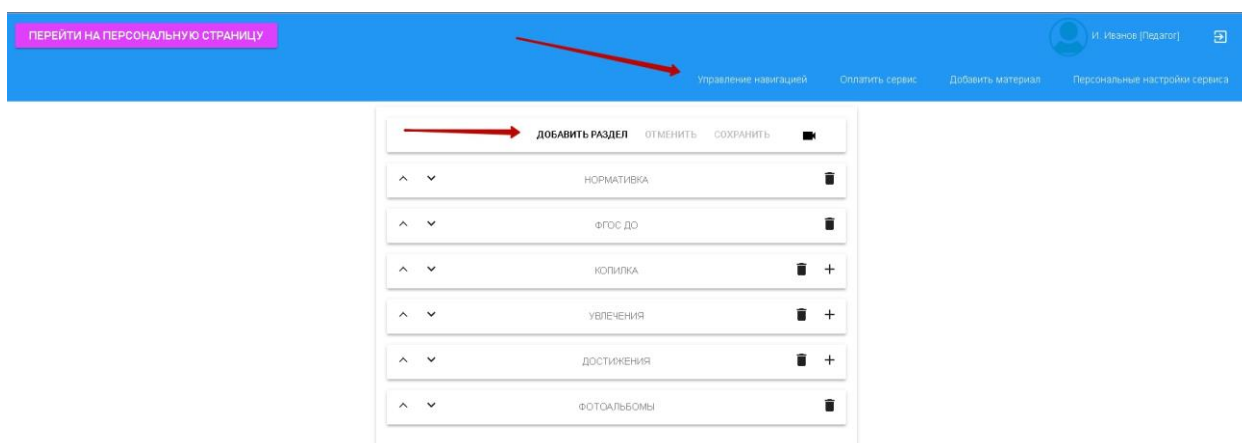 ПЕРЕЙТИ НА ПЕРСОНАЛЬНУЮ СТРАНИЦУ
И. Иванов [Педагог]
Управление навигацией Оплатить сервис Добавить материал Персональные настройки сервиса
ДОБАВИТЬ РАЗДЕЛ ОТМЕНИТЬ СОХРАНИТЬ
НОРМАТИВКА
ФГОС ДО
КОПИЛКА
УВЛЕЧЕНИЯ
ДОСТИЖЕНИЯ
ФОТОАЛЬБОМЫ